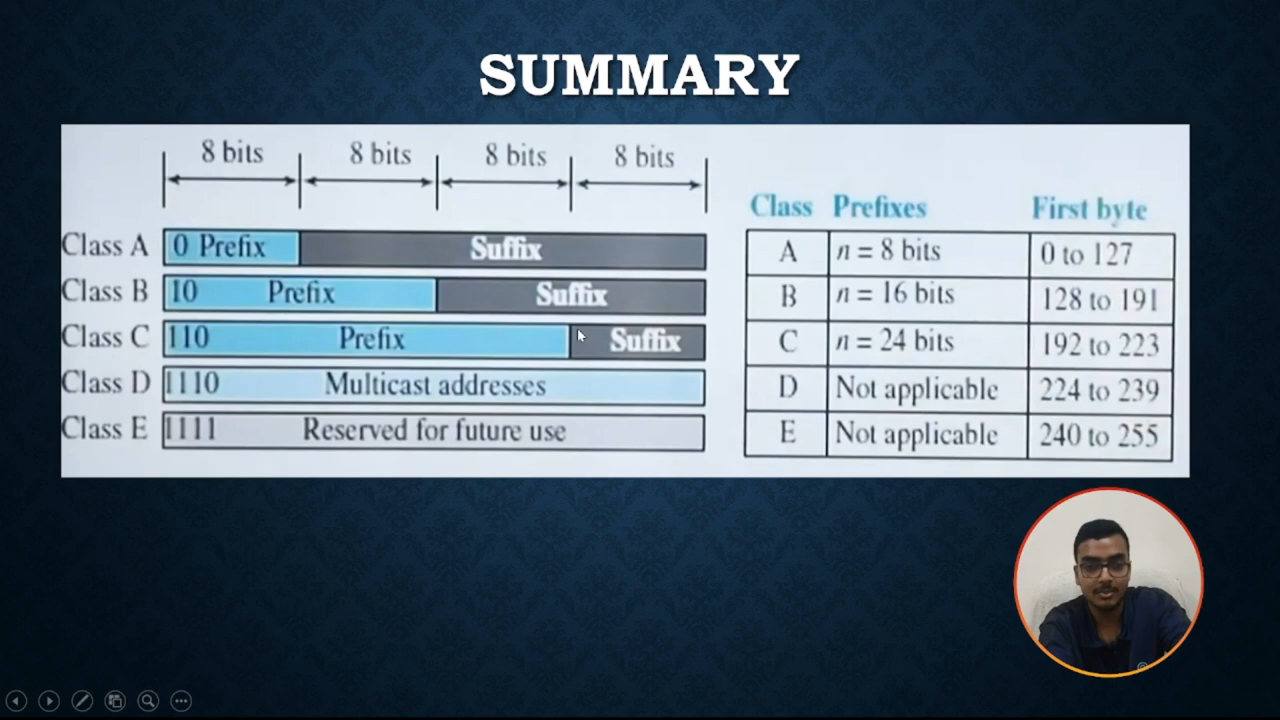 SUMMARY
8 bits 8 bits 8 bits 8 bits
Class A 0 Prefix Suffix
Class B 10 Prefix Suffix
Class C 110 Prefix Suffix
Class D 1110 Multicast addresses
Class E 1111 Reserved for future use
Class Prefixes First byte
A n = 8 bits 0 to 127
B n = 16 bits 128 to 191
C n = 24 bits 192 to 223
D Not applicable 224 to 239
E Not applicable 240 to 255